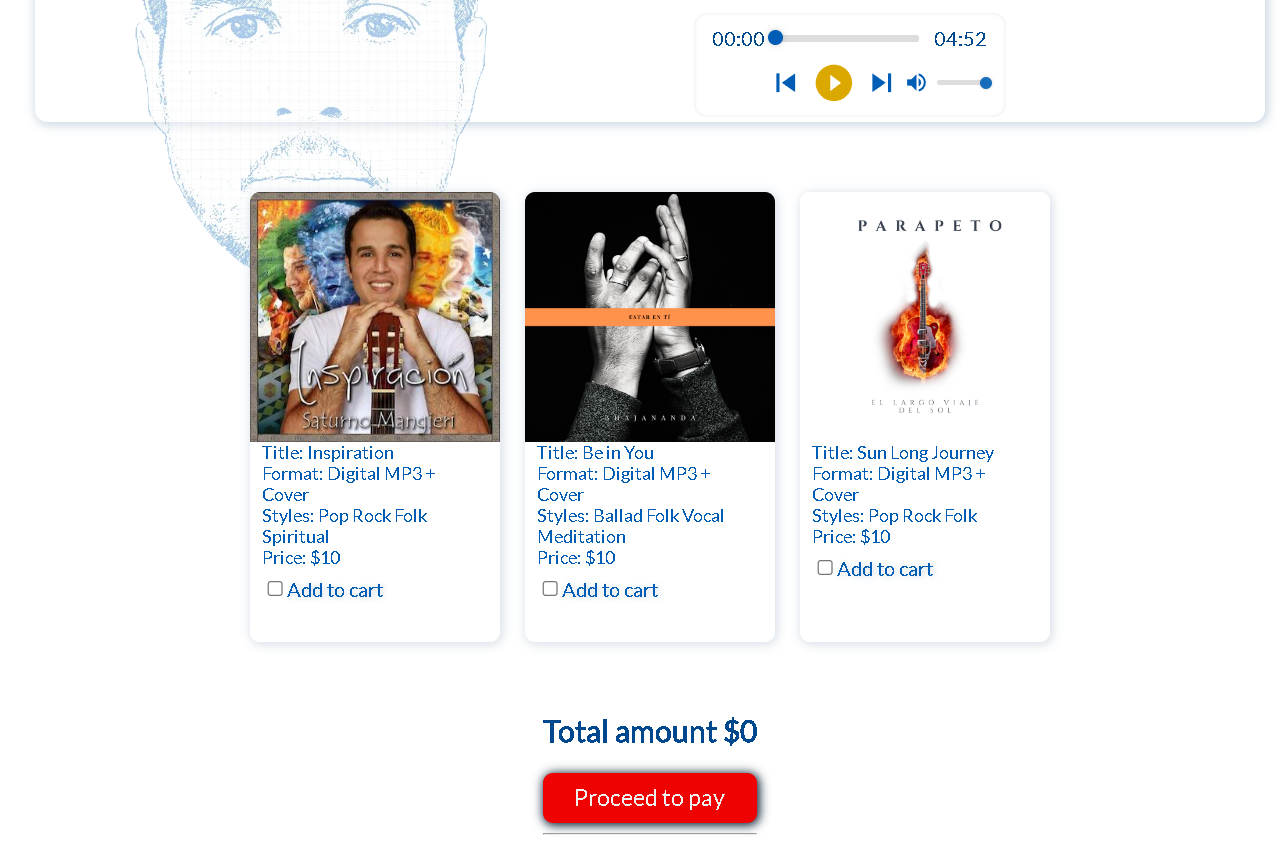 00:00
04:52
Inspiración
Saturno Mangieri
ESTAR EN TÍ
BHAJANANDA
PARAPETO
EL LARGO VIAJE
DEL SOL
Title: Inspiration
Format: Digital MP3 +
Cover
Styles: Pop Rock Folk
Spiritual
Price: $10
Add to cart
Title: Be in You
Format: Digital MP3 +
Cover
Styles: Ballad Folk Vocal
Meditation
Price: $10
Add to cart
Title: Sun Long Journey
Format: Digital MP3 +
Cover
Styles: Pop Rock Folk
Price: $10
Add to cart
Total amount $0
Proceed to pay